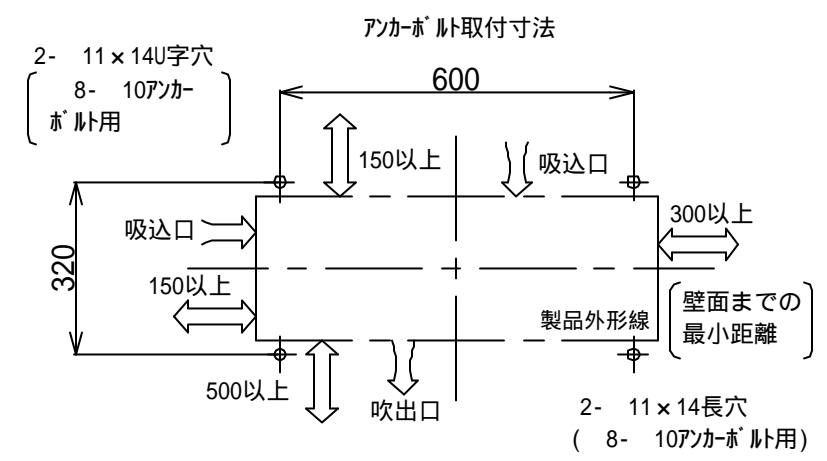 アンカーボルト取付寸法
2- 11×14U字穴
8- 10アンカー
ボルト用
600
150以上
吸込口
吸込口
300以上
320
150以上
製品外形線
壁面までの
最小距離
500以上
吹出口
2- 11×14長穴
( 8- 10アンカーボルト用)